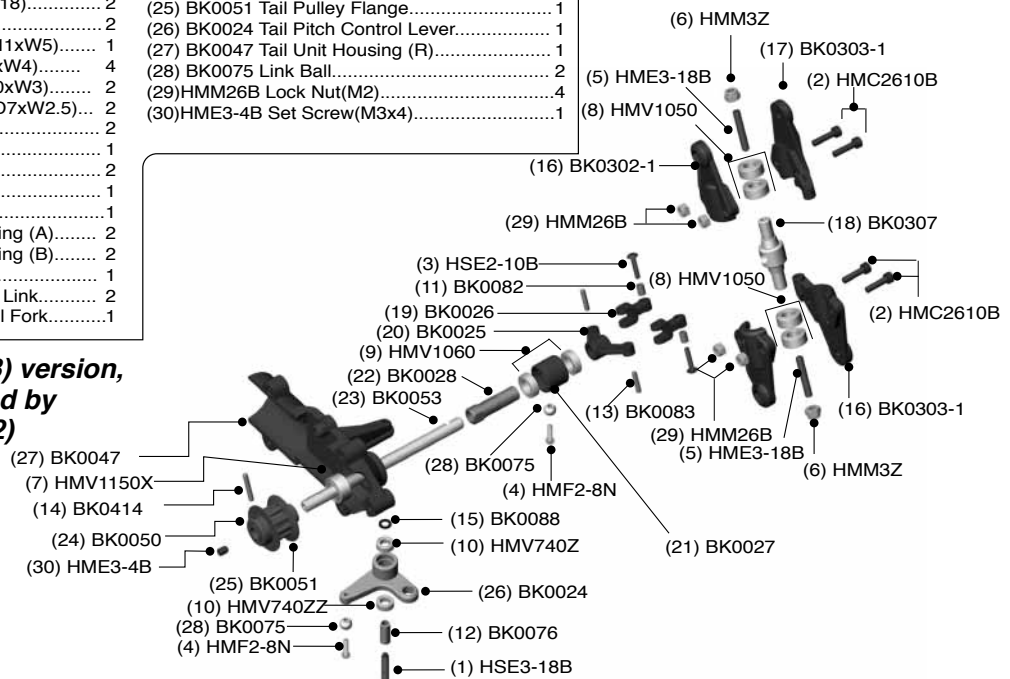 18).............. 2
.................. 2
11xW5)....... 1
xW4)........ 4
0xW3)....... 2
D7xW2.5)... 2
.................. 2
.................. 1
.................. 2
.................. 1
.................. 1
ing (A)........ 2
ing (B)........ 2
.................. 1
Link.......... 2
l Fork...........1
(25) BK0051 Tail Pulley Flange............................ 1
(26) BK0024 Tail Pitch Control Lever................... 1
(27) BK0047 Tail Unit Housing (R)....................... 1
(28) BK0075 Link Ball............................................ 2
(29)HMM26B Lock Nut(M2)..................................4
(30)HME3-4B Set Screw(M3x4)...........................1
) version,
d by
2)
(6) HMM3Z
(17) BK0303-1
(5) HME3-18B
(2) HMC2610B
(8) HMV1050
(16) BK0302-1
(29) HMM26B
(18) BK0307
(3) HSE2-10B
(8) HMV1050
(11) BK0082
(19) BK0026
(2) HMC2610B
(20) BK0025
(9) HMV1060
(22) BK0028
(23) BK0053
(13) BK0083
(16) BK0303-1
(29) HMM26B
(5) HME3-18B
(6) HMM3Z
(27) BK0047
(28) BK0075
(7) HMV1150X
(4) HMF2-8N
(14) BK0414
(15) BK0088
(24) BK0050
(10) HMV740Z
(21) BK0027
(30) HME3-4B
(25) BK0051
(26) BK0024
(10) HMV740ZZ
(28) BK0075
(12) BK0076
(4) HMF2-8N
(1) HSE3-18B